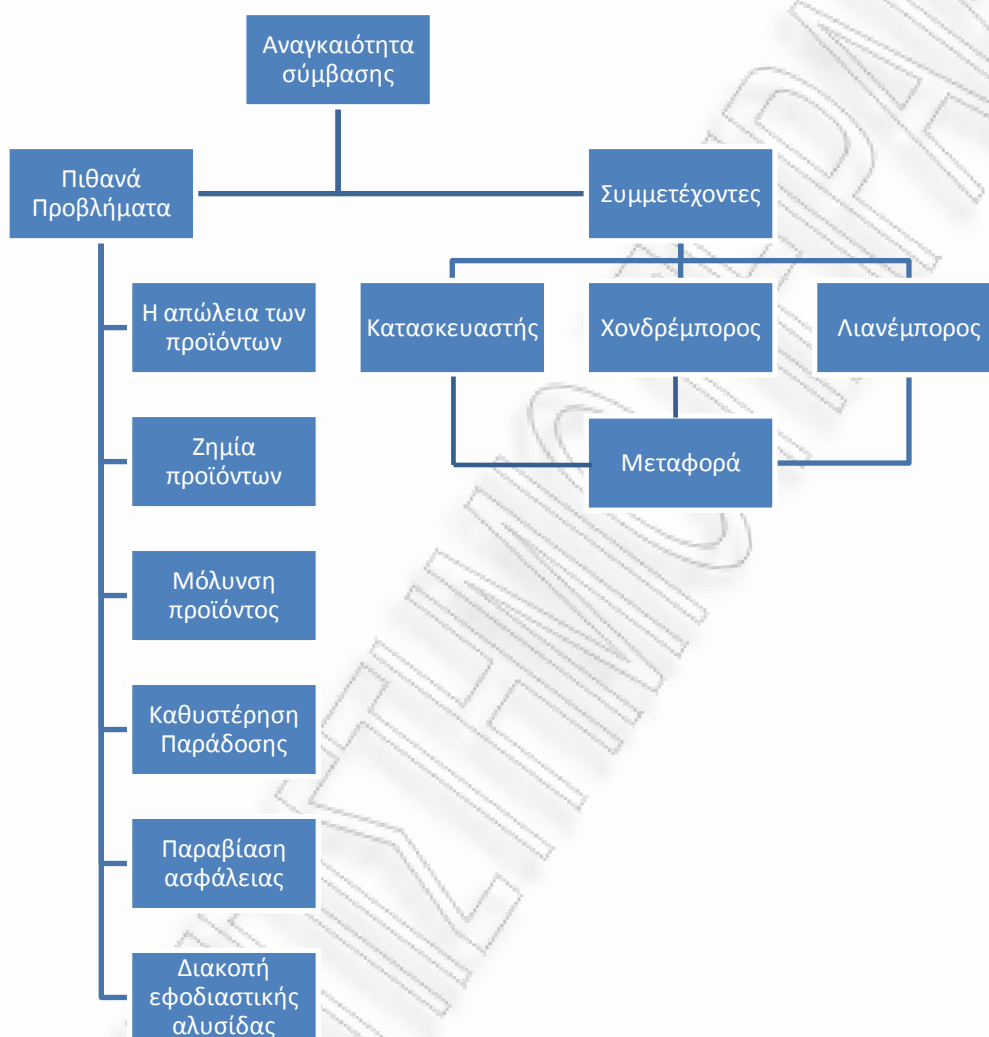 Αναγκαιότητα
σύμβασης
Πιθανά
Προβλήματα
Συμμετέχοντες
Η απώλεια των
προϊόντων
Κατασκευαστής
Χονδρέμπορος
Λιανέμπορος
Ζημία
προϊόντων
Μεταφορά
Μόλυνση
προϊόντος
Καθυστέρηση
Παράδοσης
Παραβίαση
ασφάλειας
Διακοπή
εφοδιαστικής
αλυσίδας